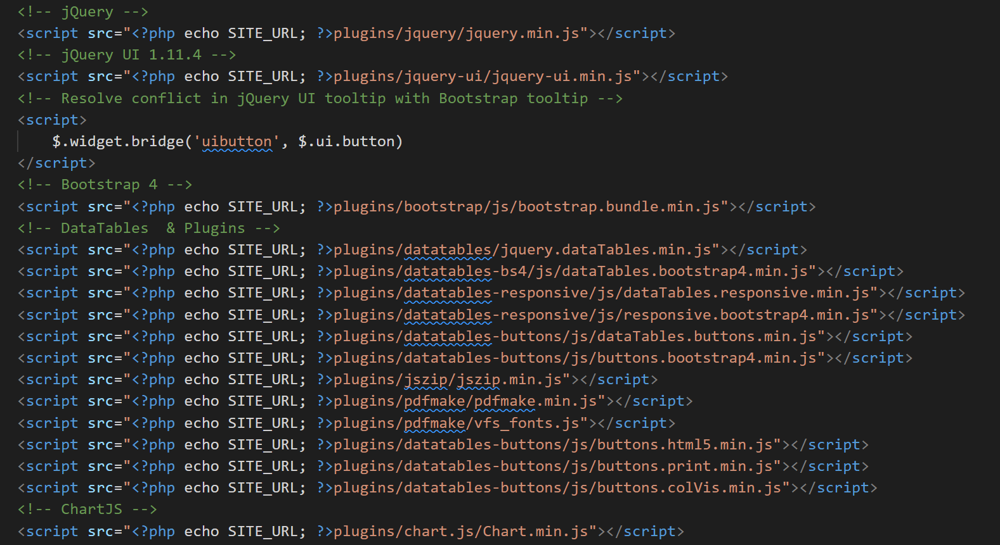 <!-- jQuery -->
<script src="<?php echo SITE_URL; ?>plugins/jquery/jquery.min.js"></script>
<!-- jQuery UI 1.11.4 -->
<script src="<?php echo SITE_URL; ?>plugins/jquery-ui/jquery-ui.min.js"></script>
<!-- Resolve conflict in jQuery UI tooltip with Bootstrap tooltip -->
<script>
    $.widget.bridge('uibutton', $.ui.button)
</script>
<!-- Bootstrap 4 -->
<script src="<?php echo SITE_URL; ?>plugins/bootstrap/js/bootstrap.bundle.min.js"></script>
<!-- DataTables  & Plugins -->
<script src="<?php echo SITE_URL; ?>plugins/datatables/jquery.dataTables.min.js"></script>
<script src="<?php echo SITE_URL; ?>plugins/datatables-bs4/js/dataTables.bootstrap4.min.js"></script>
<script src="<?php echo SITE_URL; ?>plugins/datatables-responsive/js/dataTables.responsive.min.js"></script>
<script src="<?php echo SITE_URL; ?>plugins/datatables-responsive/js/responsive.bootstrap4.min.js"></script>
<script src="<?php echo SITE_URL; ?>plugins/datatables-buttons/js/dataTables.buttons.min.js"></script>
<script src="<?php echo SITE_URL; ?>plugins/datatables-buttons/js/buttons.bootstrap4.min.js"></script>
<script src="<?php echo SITE_URL; ?>plugins/jszip/jszip.min.js"></script>
<script src="<?php echo SITE_URL; ?>plugins/pdfmake/pdfmake.min.js"></script>
<script src="<?php echo SITE_URL; ?>plugins/pdfmake/vfs_fonts.js"></script>
<script src="<?php echo SITE_URL; ?>plugins/datatables-buttons/js/buttons.html5.min.js"></script>
<script src="<?php echo SITE_URL; ?>plugins/datatables-buttons/js/buttons.print.min.js"></script>
<script src="<?php echo SITE_URL; ?>plugins/datatables-buttons/js/buttons.colVis.min.js"></script>
<!-- ChartJS -->
<script src="<?php echo SITE_URL; ?>plugins/chart.js/Chart.min.js"></script>